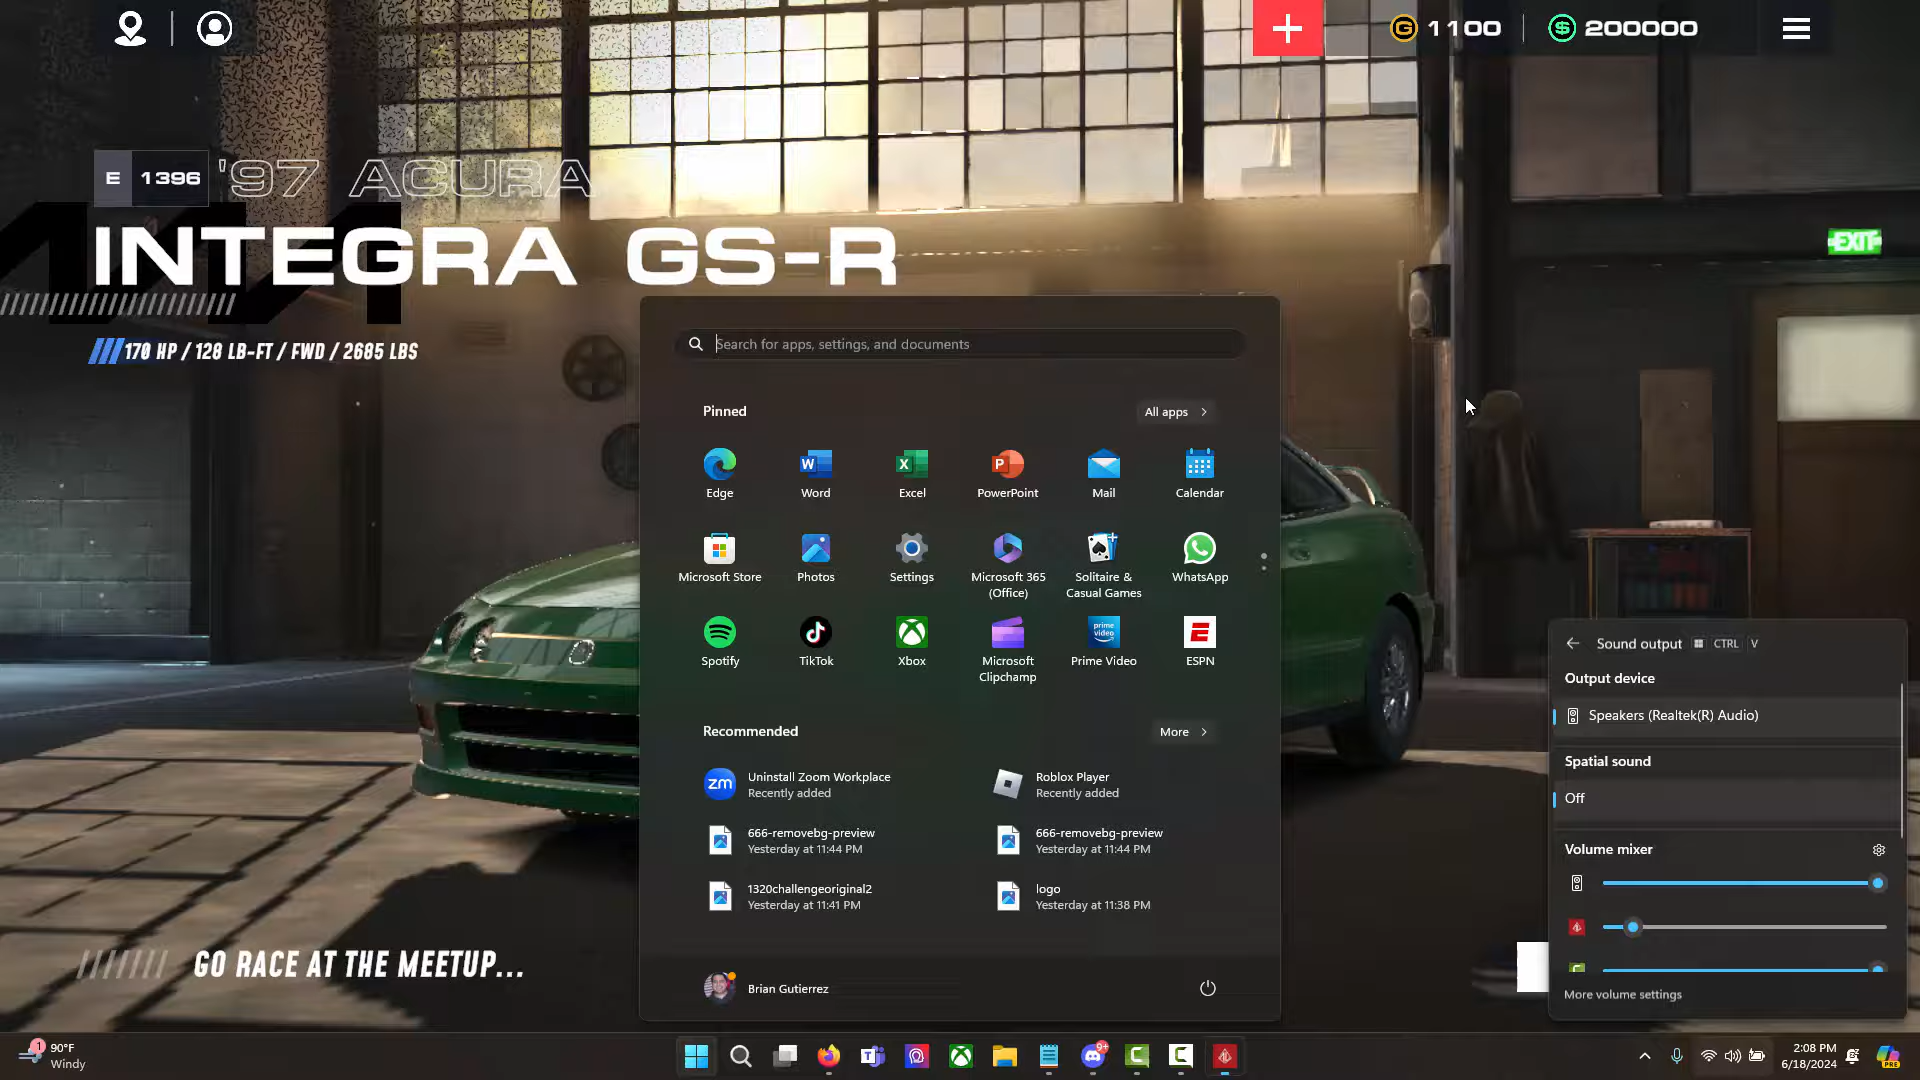 1100
200000
E 1396 '97 ACURA
INTEGRA GS-R
170 HP / 128 LB-FT / FWD / 2685 LBS
EXIT
Search for apps, settings, and documents
Pinned
All apps
Edge
Word
Excel
PowerPoint
Mail
Calendar
Microsoft Store
Photos
Settings
Microsoft 365
(Office)
Solitaire &
Casual Games
WhatsApp
Spotify
TikTok
Xbox
Microsoft
Clipchamp
Prime Video
ESPN
Recommended
More
Uninstall Zoom Workplace
Recently added
Roblox Player
Recently added
666-removebg-preview
Yesterday at 11:44 PM
666-removebg-preview
Yesterday at 11:44 PM
1320challengeoriginal2
Yesterday at 11:41 PM
logo
Yesterday at 11:38 PM
Brian Gutierrez
GO RACE AT THE MEETUP...
Sound output CTRL V
Output device
Speakers (Realtek(R) Audio)
Spatial sound
Off
Volume mixer
More volume settings
1
90°F
Windy
9+
2:08 PM
6/18/2024
PRE